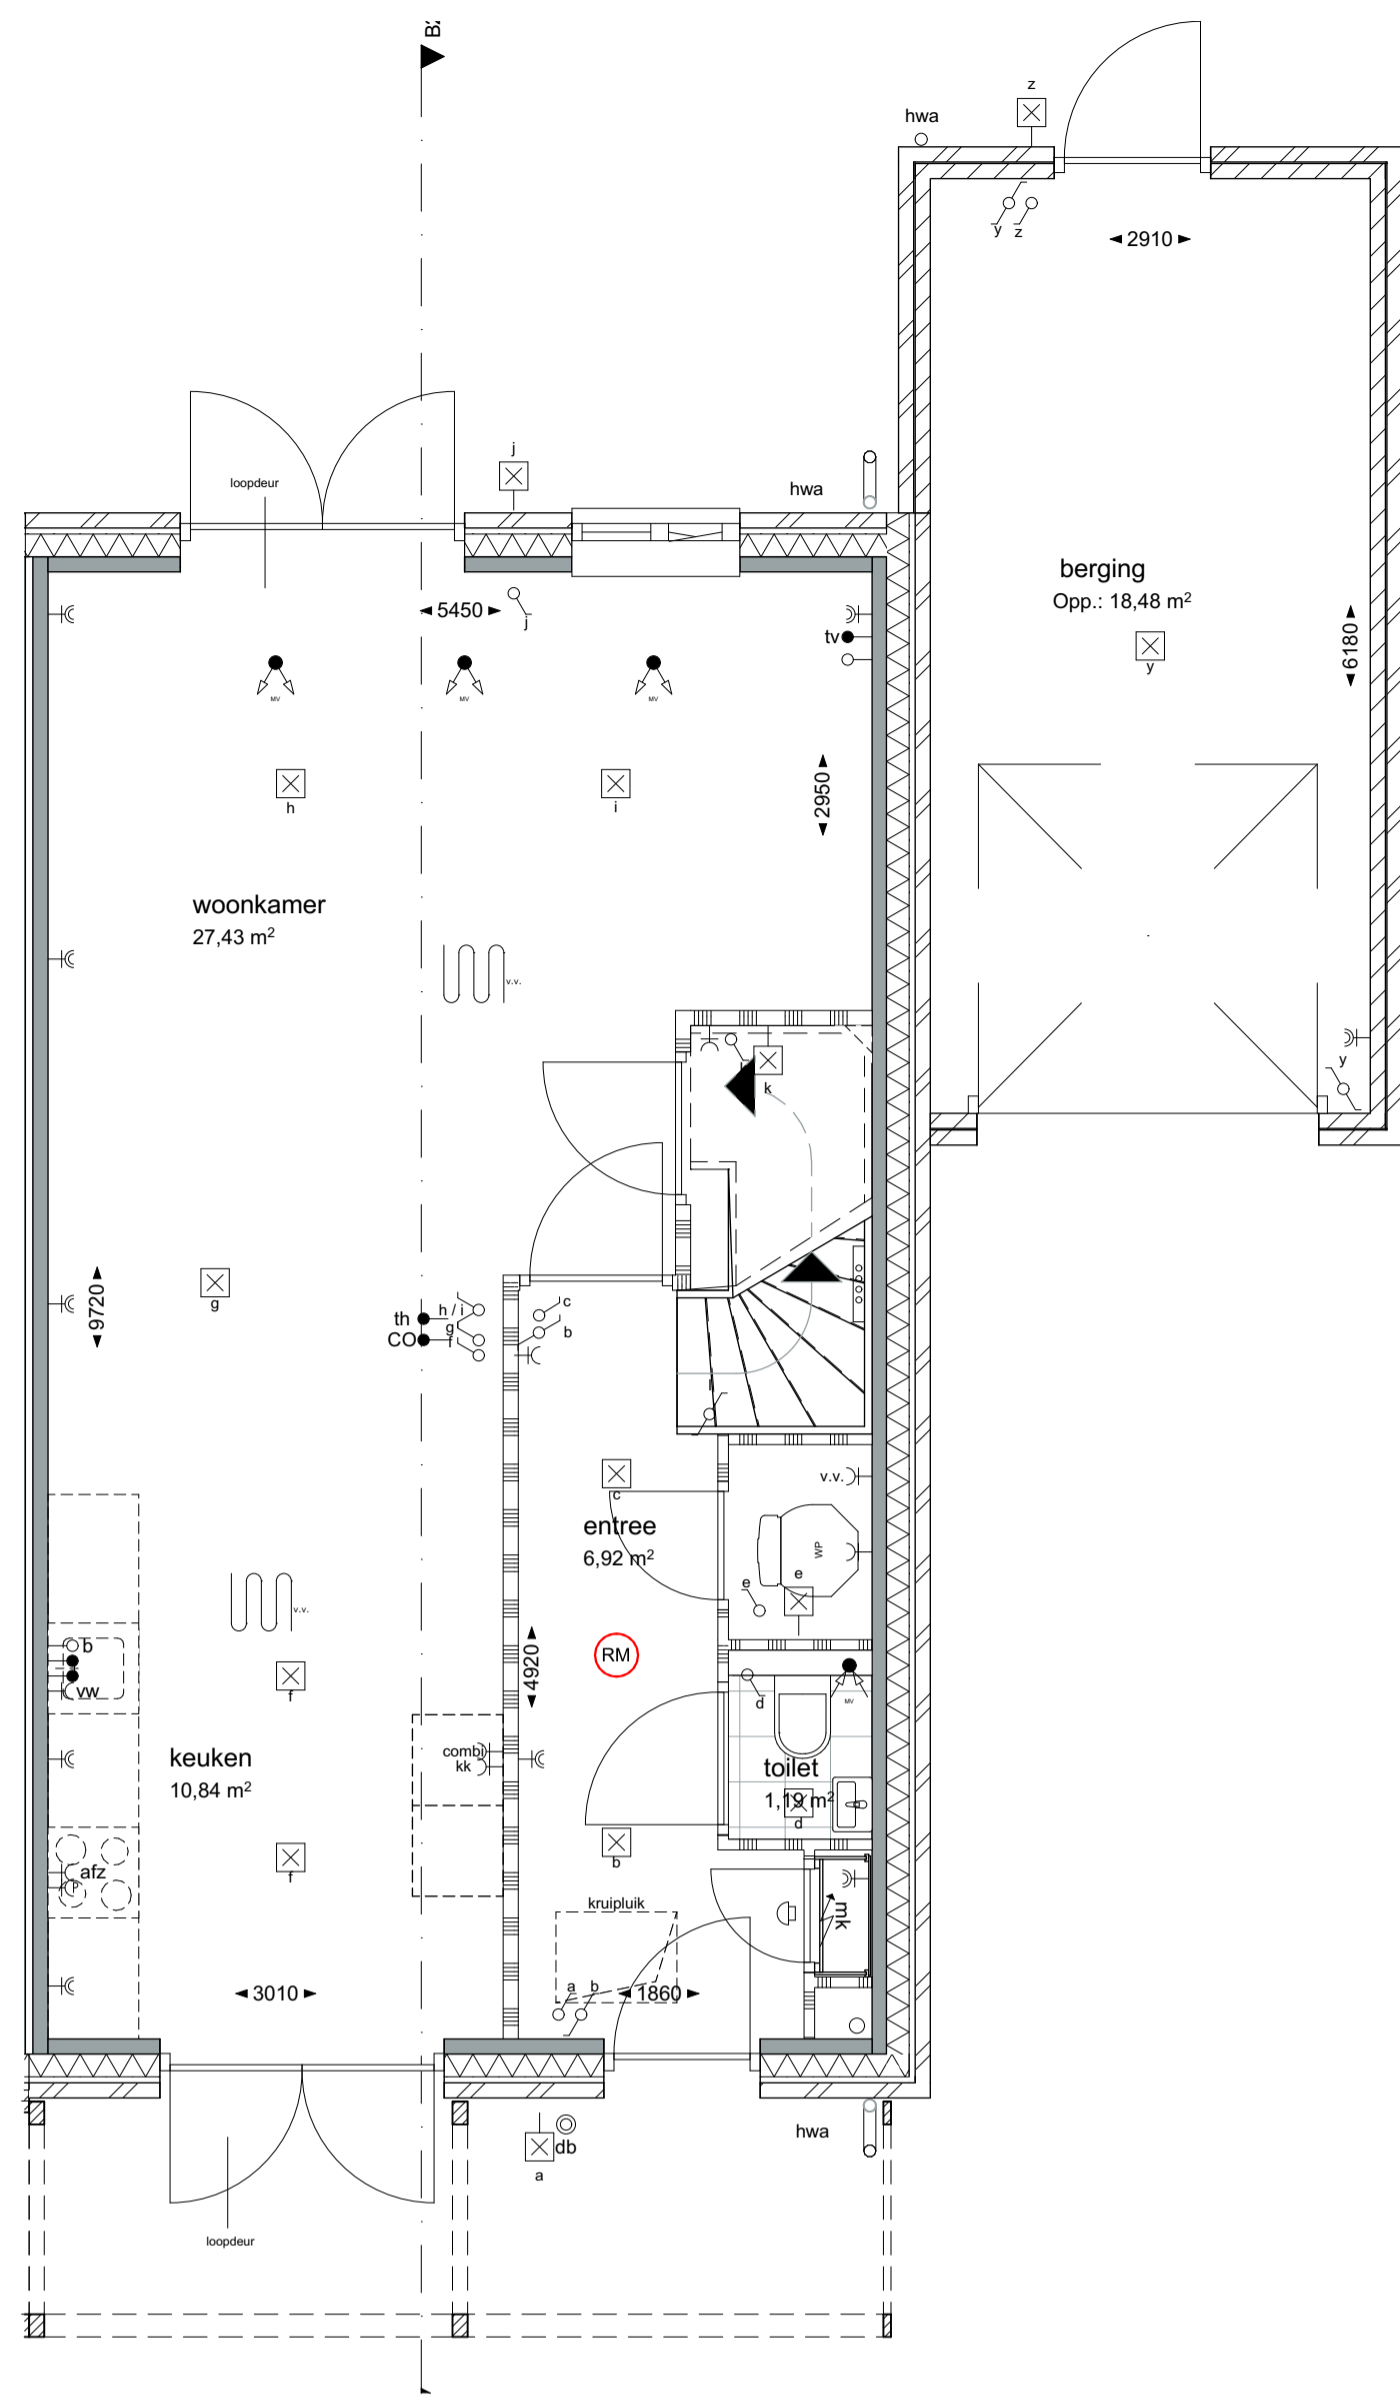 z
hwa
y
z
2910
j
loopdeur
hwa
berging
Opp.: 18,48 m²
5450
j
tv
6180
y
MV
MV
MV
h
i
2950
woonkamer
27,43 m²
v.v.
k
y
9720
g
th
CO
h / i
g
f
c
b
c
v.v.
entree
6,92 m²
WP
e
e
v.v.
b
vw
f
4920
RM
d
MV
keuken
10,84 m²
combi
kk
toilet
1,19 m²
d
afz
f
b
kruipluik
mk
3010
a
b
1860
db
a
hwa
loopdeur